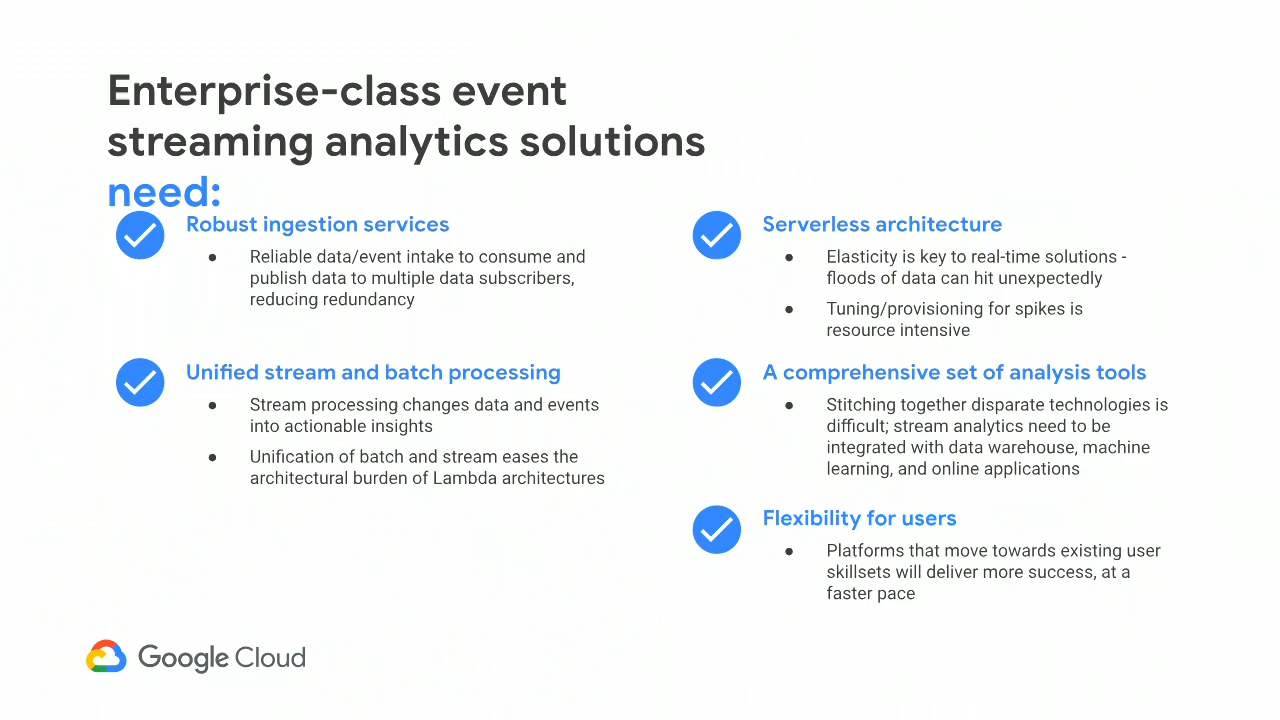 Enterprise-class event
streaming analytics solutions
need:
Robust ingestion services
● Reliable data/event intake to consume and
publish data to multiple data subscribers,
reducing redundancy
Unified stream and batch processing
● Stream processing changes data and events
into actionable insights
● Unification of batch and stream eases the
architectural burden of Lambda architectures
Serverless architecture
● Elasticity is key to real-time solutions -
floods of data can hit unexpectedly
● Tuning/provisioning for spikes is
resource intensive
A comprehensive set of analysis tools
● Stitching together disparate technologies is
difficult; stream analytics need to be
integrated with data warehouse, machine
learning, and online applications
Flexibility for users
● Platforms that move towards existing user
skillsets will deliver more success, at a
faster pace
Google Cloud